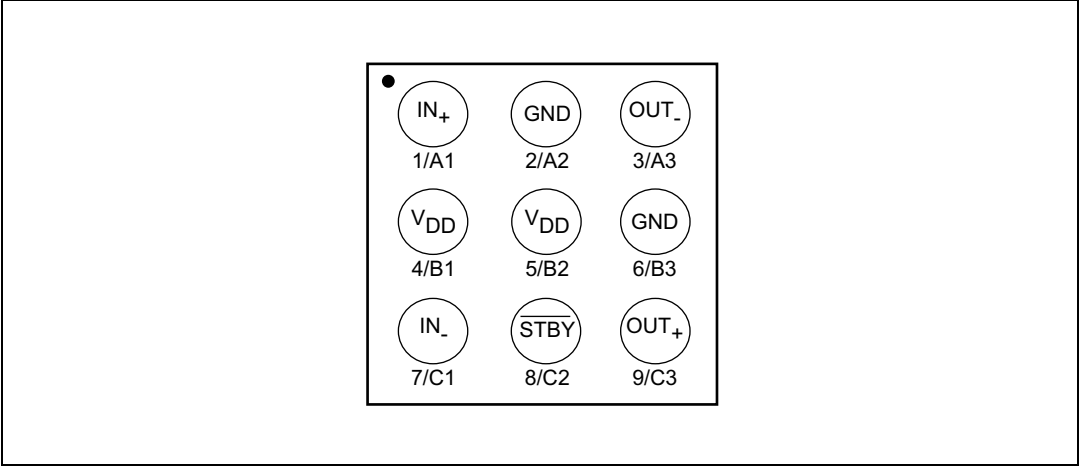 IN+ GND OUT-
1/A1 2/A2 3/A3
VDD VDD GND
4/B1 5/B2 6/B3
IN- STBY OUT+
7/C1 8/C2 9/C3